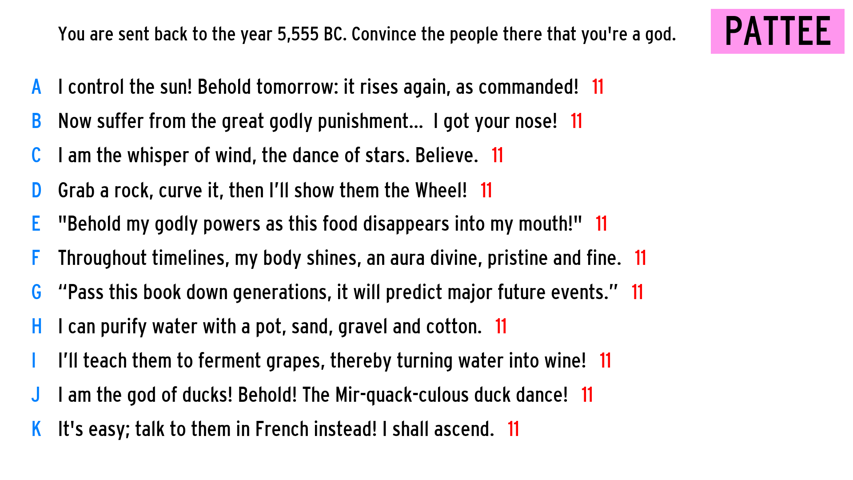 You are sent back to the year 5,555 BC. Convince the people there that you're a god.
PATTEE
A I control the sun! Behold tomorrow: it rises again, as commanded! 11
B Now suffer from the great godly punishment... I got your nose! 11
C I am the whisper of wind, the dance of stars. Believe. 11
D Grab a rock, curve it, then I’ll show them the Wheel! 11
E "Behold my godly powers as this food disappears into my mouth!" 11
F Throughout timelines, my body shines, an aura divine, pristine and fine. 11
G “Pass this book down generations, it will predict major future events.” 11
H I can purify water with a pot, sand, gravel and cotton. 11
I I’ll teach them to ferment grapes, thereby turning water into wine! 11
J I am the god of ducks! Behold! The Mir-quack-culous duck dance! 11
K It's easy; talk to them in French instead! I shall ascend. 11